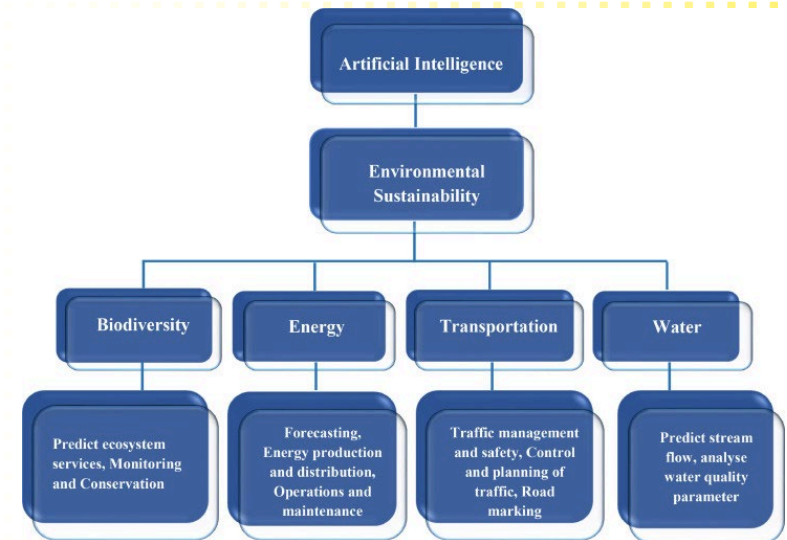 Artificial Intelligence
Environmental
Sustainability
Biodiversity
Energy
Transportation
Water
Predict ecosystem
services, Monitoring
and Conservation
Forecasting,
Energy production
and distribution,
Operations and
maintenance
Traffic management
and safety, Control
and planning of
traffic, Road
marking
Predict stream
flow, analyse
water quality
parameter